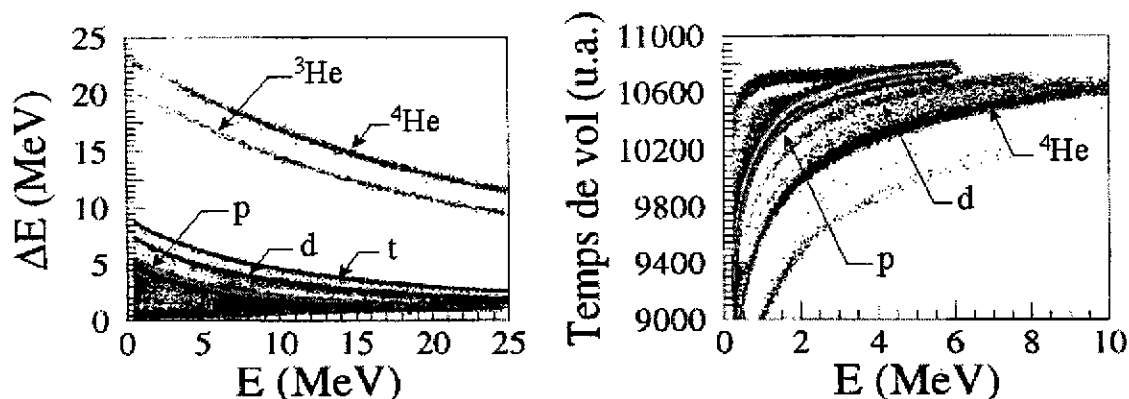 25
20
15
10
5
0
ΔE (MeV)
³He
⁴He
p
d
t
0 5 10 15 20 25
E (MeV)
Temps de vol (u.a.)
11000
10600
10200
9800
9400
9000
⁴He
d
p
0 2 4 6 8 10
E (MeV)